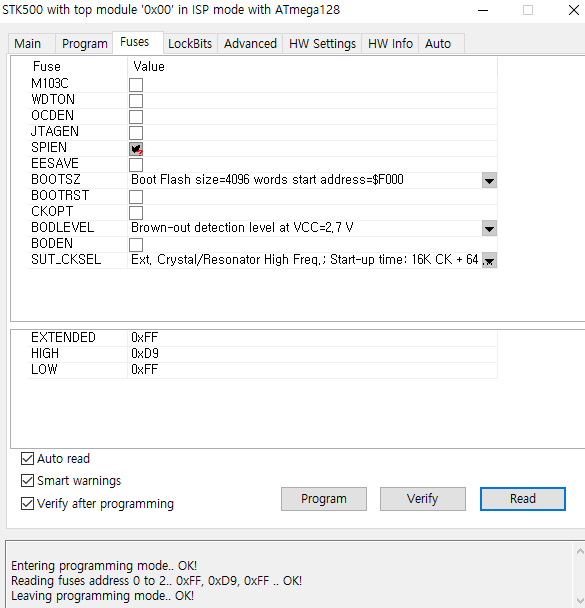 STK500 with top module '0x00' in ISP mode with ATmega128
Main Program Fuses LockBits Advanced HW Settings HW Info Auto
Fuse Value
M103C
WDTON
OCDEN
JTAGEN
SPIEN
EESAVE
BOOTSZ Boot Flash size=4096 words start address=$F000
BOOTRST
CKOPT
BODLEVEL Brown-out detection level at VCC=2.7 V
BODEN
SUT_CKSEL Ext. Crystal/Resonator High Freq.; Start-up time: 16K CK + 64
EXTENDED 0xFF
HIGH 0xD9
LOW 0xFF
Auto read
Smart warnings
Verify after programming
Program Verify Read
Entering programming mode.. OK!
Reading fuses address 0 to 2.. 0xFF, 0xD9, 0xFF .. OK!
Leaving programming mode.. OK!